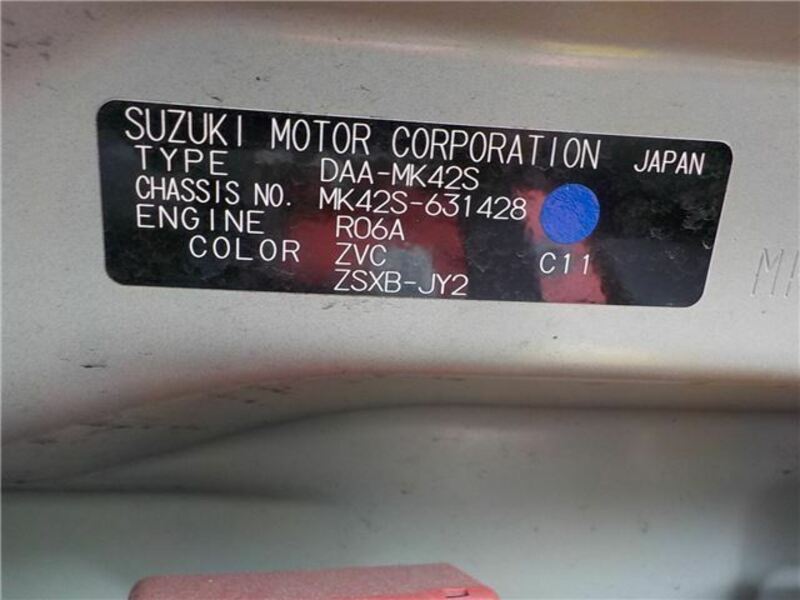 SUZUKI MOTOR CORPORATION JAPAN
TYPE DAA-MK42S
CHASSIS NO. MK42S-631428
ENGINE R06A
COLOR ZVC C11
ZSXB-JY2